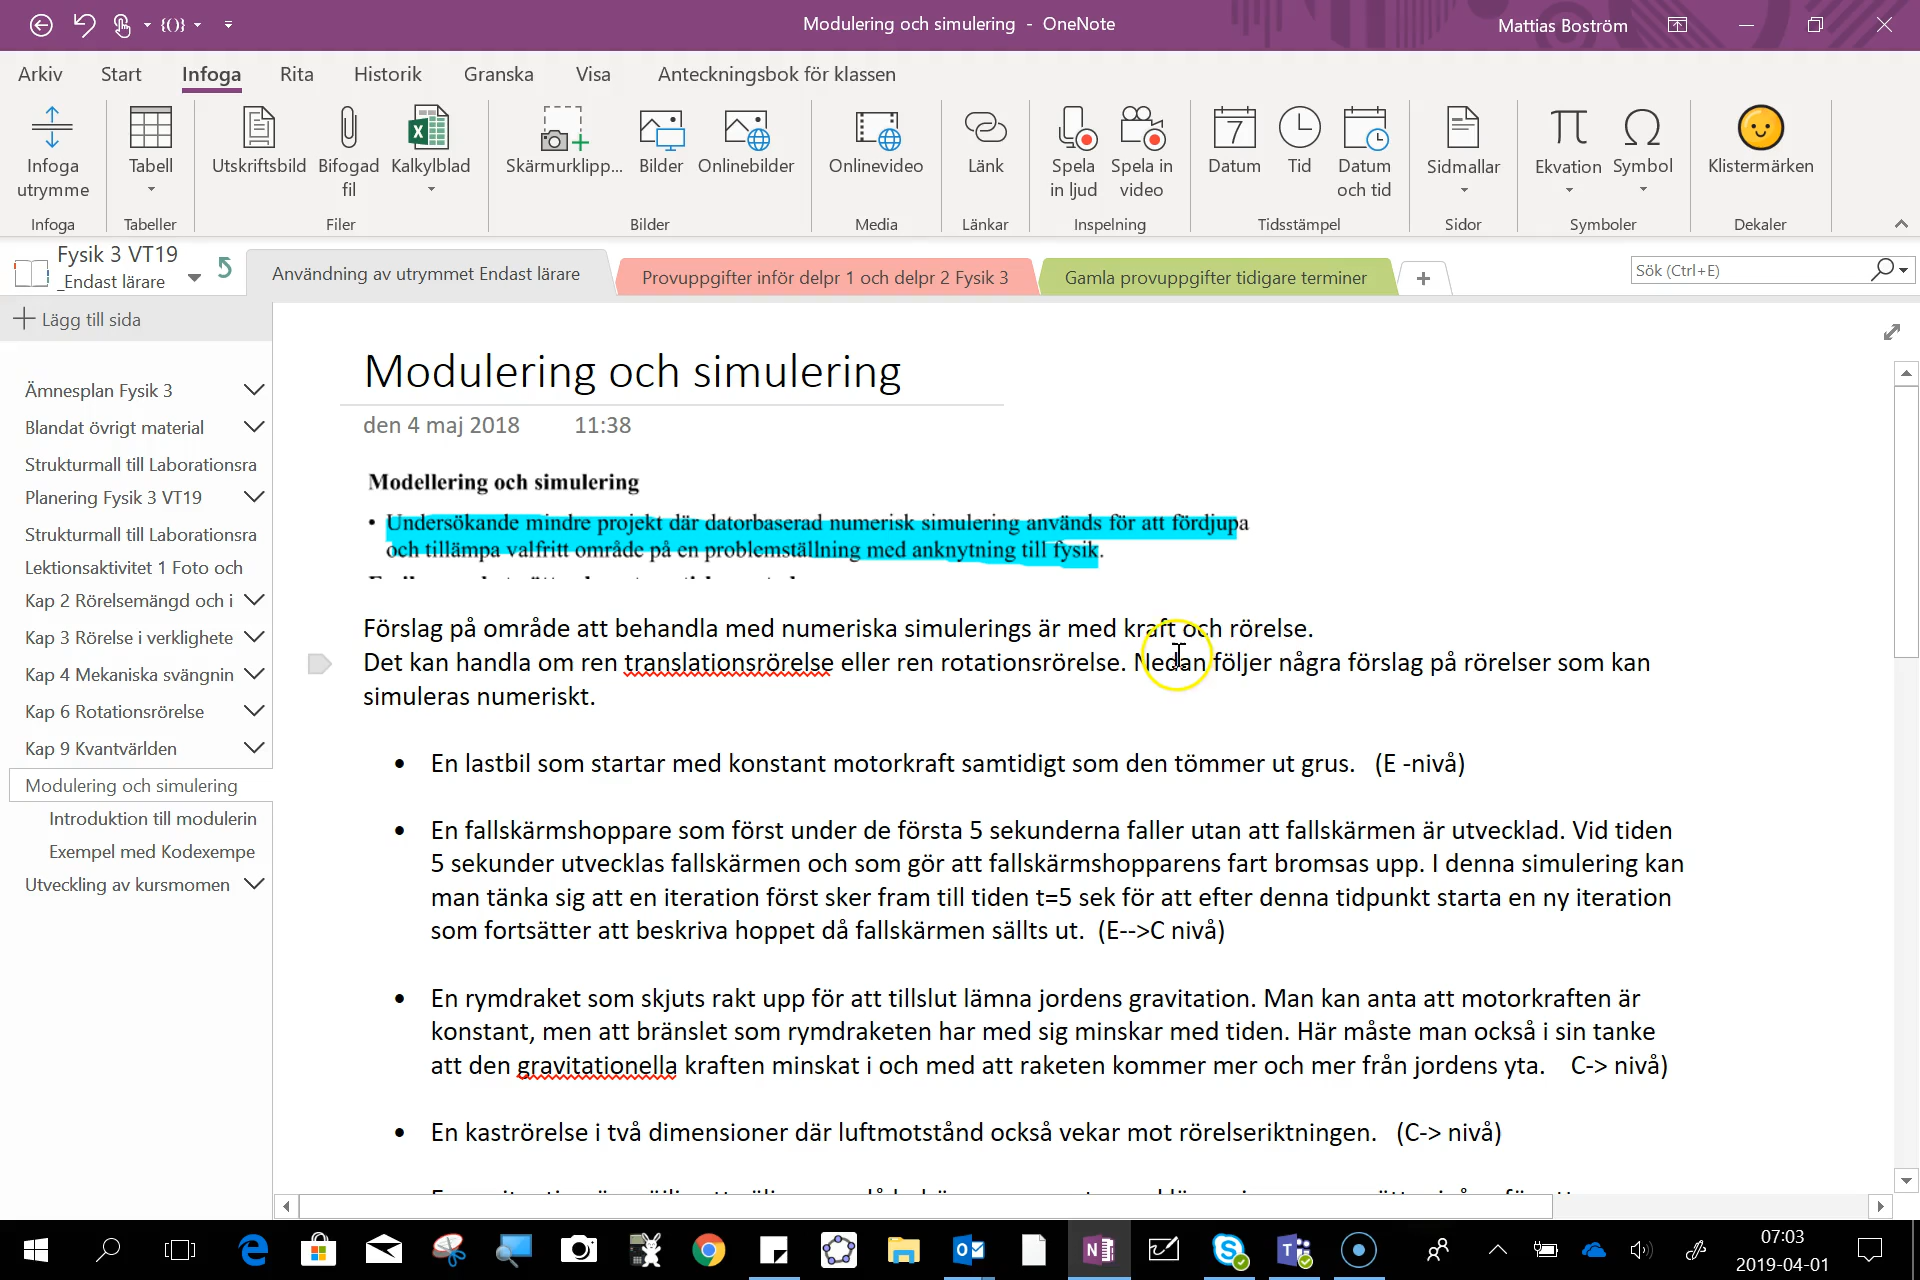 Modulering och simulering - OneNote
Mattias Boström
Arkiv Start Infoga Rita Historik Granska Visa Anteckningsbok för klassen
Infoga utrymme
Tabell
Utskriftsbild
Bifogad fil
Kalkylblad
Skärmurklipp...
Bilder
Onlinebilder
Onlinevideo
Länk
Spela in ljud
Spela in video
Datum
Tid
Datum och tid
Sidmallar
Ekvation
Symbol
Klistermärken
Infoga Tabeller Filer Bilder Media Länkar Inspelning Tidsstämpel Sidor Symboler Dekaler
Fysik 3 VT19
_Endast lärare
Användning av utrymmet Endast lärare
Provuppgifter inför delpr 1 och delpr 2 Fysik 3
Gamla provuppgifter tidigare terminer
Sök (Ctrl+E)
Lägg till sida
Ämnesplan Fysik 3
Blandat övrigt material
Strukturmall till Laborationsra
Planering Fysik 3 VT19
Strukturmall till Laborationsra
Lektionsaktivitet 1 Foto och
Kap 2 Rörelsemängd och i
Kap 3 Rörelse i verklighete
Kap 4 Mekaniska svängnin
Kap 6 Rotationsrörelse
Kap 9 Kvantvärlden
Modulering och simulering
Introduktion till modulerin
Exempel med Kodexempe
Utveckling av kursmomen
Modulering och simulering
den 4 maj 2018 11:38
Modellering och simulering
• Undersökande mindre projekt där datorbaserad numerisk simulering används för att fördjupa
och tillämpa valfritt område på en problemställning med anknytning till fysik.
Förslag på område att behandla med numeriska simulerings är med kraft och rörelse.
Det kan handla om ren translationsrörelse eller ren rotationsrörelse. Nedan följer några förslag på rörelser som kan
simuleras numeriskt.
• En lastbil som startar med konstant motorkraft samtidigt som den tömmer ut grus. (E -nivå)
• En fallskärmshoppare som först under de första 5 sekunderna faller utan att fallskärmen är utvecklad. Vid tiden
5 sekunder utvecklas fallskärmen och som gör att fallskärmshopparens fart bromsas upp. I denna simulering kan
man tänka sig att en iteration först sker fram till tiden t=5 sek för att efter denna tidpunkt starta en ny iteration
som fortsätter att beskriva hoppet då fallskärmen sällts ut. (E-->C nivå)
• En rymdraket som skjuts rakt upp för att tillslut lämna jordens gravitation. Man kan anta att motorkraften är
konstant, men att bränslet som rymdraketen har med sig minskar med tiden. Här måste man också i sin tanke
att den gravitationella kraften minskat i och med att raketen kommer mer och mer från jordens yta. C-> nivå)
• En kaströrelse i två dimensioner där luftmotstånd också vekar mot rörelseriktningen. (C-> nivå)
07:03
2019-04-01